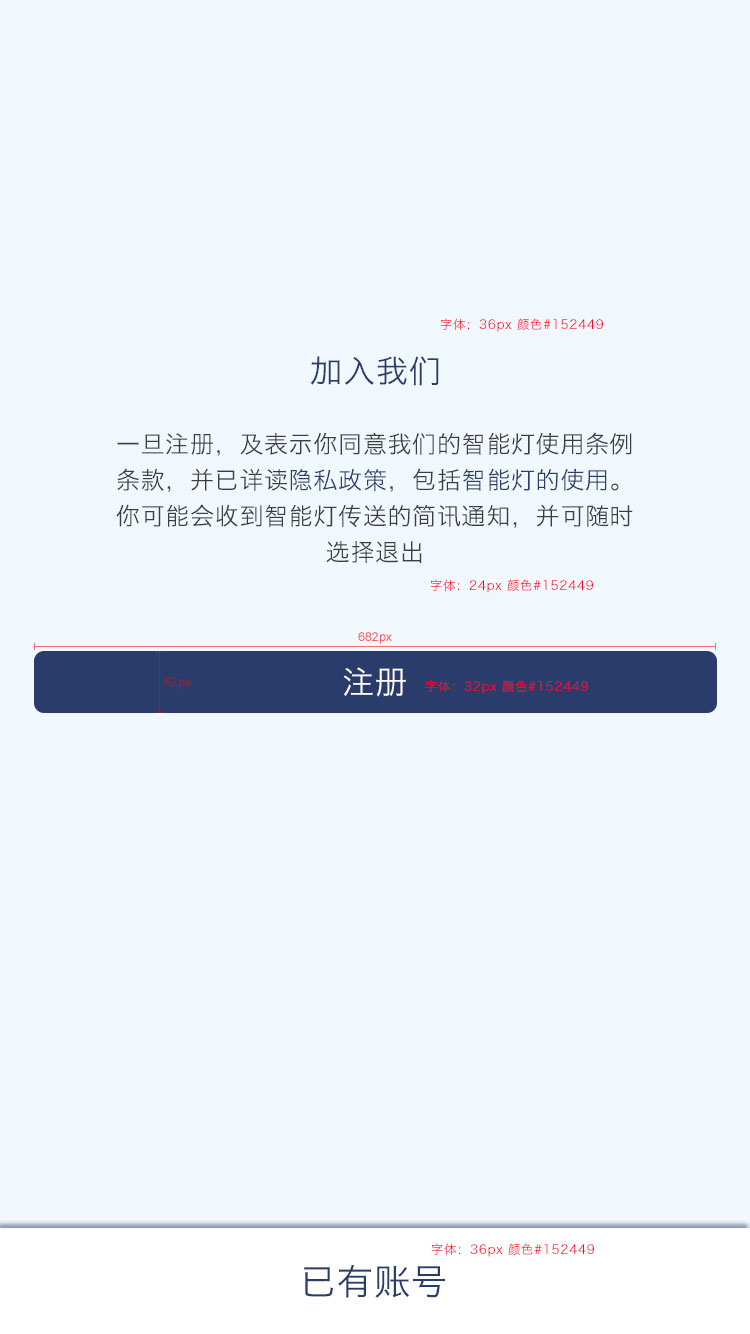 字体：36px 颜色#152449
加入我们
一旦注册，及表示你同意我们的智能灯使用条例
条款，并已详读隐私政策，包括智能灯的使用。
你可能会收到智能灯传送的简讯通知，并可随时
选择退出
字体：24px 颜色#152449
682px
62px
注册
字体：32px 颜色#152449
字体：36px 颜色#152449
已有账号